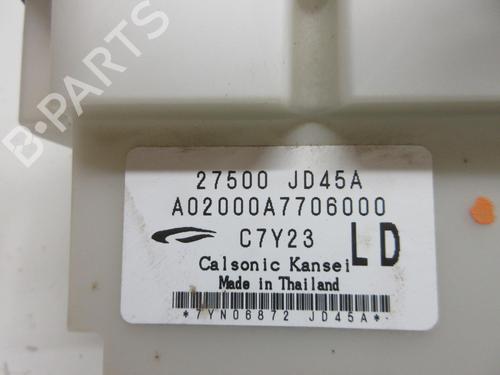 B-PARTS
27500 JD45A
A02000A7706000
C7Y23 LD
Calsonic Kansei
Made in Thailand
*7YN06872 JD45A*